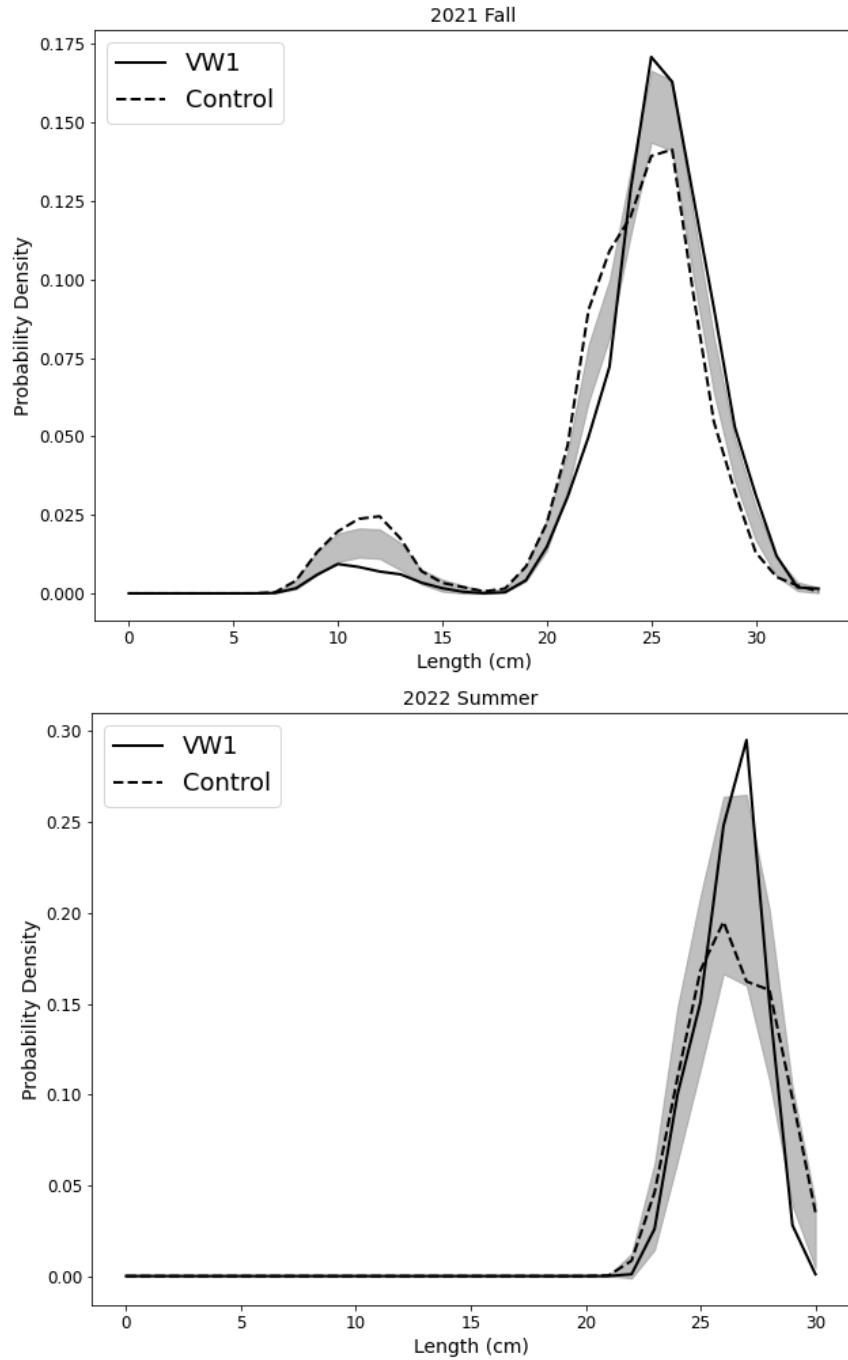 2021 Fall
VW1
Control
0.175
0.150
0.125
0.100
0.075
0.050
0.025
0.000
Probability Density
0 5 10 15 20 25 30
Length (cm)
2022 Summer
VW1
Control
0.30
0.25
0.20
0.15
0.10
0.05
0.00
Probability Density
0 5 10 15 20 25 30
Length (cm)